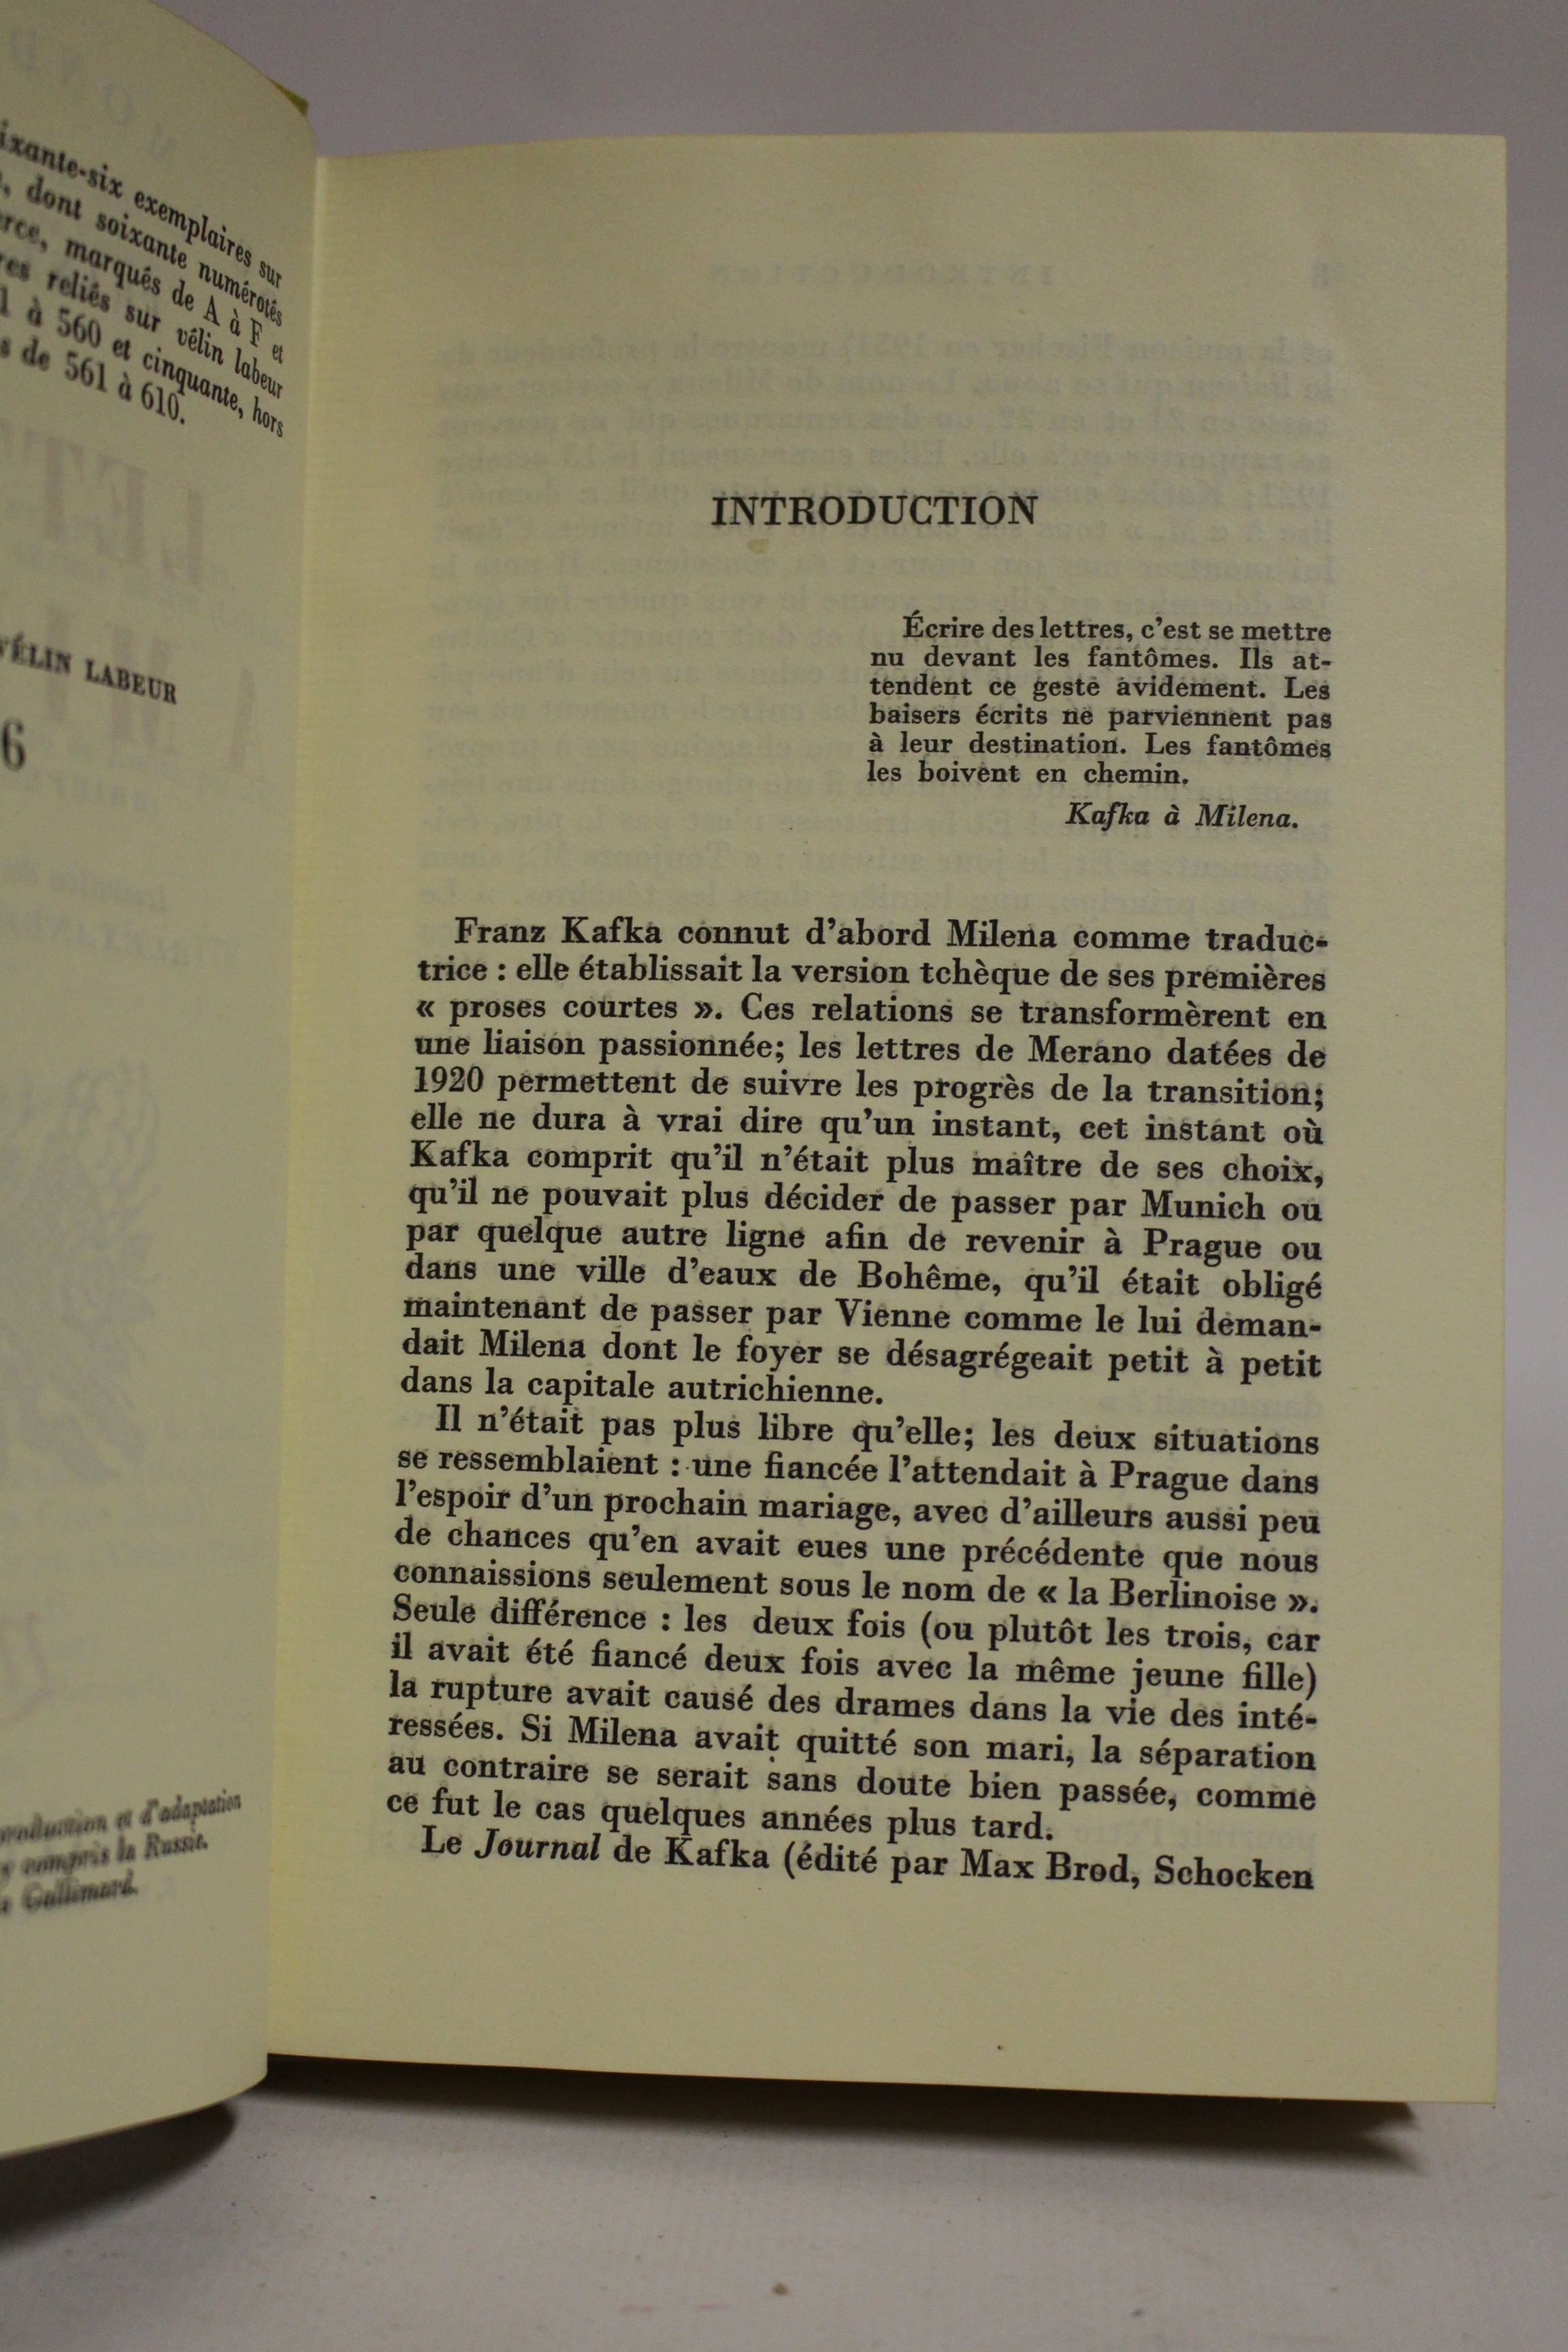 ixante-six exemplaires sur
dont soixante numérotés
marqués de A à F et
reliés sur vélin labeur
à 560 et cinquante, hors
de 561 à 610.
VÉLIN LABEUR
6
et d'adaptation
compris la Russie.
Gallimard.
INTRODUCTION
Écrire des lettres, c'est se mettre
nu devant les fantômes. Ils at-
tendent ce geste avidement. Les
baisers écrits ne parviennent pas
à leur destination. Les fantômes
les boivent en chemin.
Kafka à Milena.
Franz Kafka connut d'abord Milena comme traduc-
trice : elle établissait la version tchèque de ses premières
« proses courtes ». Ces relations se transformèrent en
une liaison passionnée; les lettres de Merano datées de
1920 permettent de suivre les progrès de la transition;
elle ne dura à vrai dire qu'un instant, cet instant où
Kafka comprit qu'il n'était plus maître de ses choix,
qu'il ne pouvait plus décider de passer par Munich ou
par quelque autre ligne afin de revenir à Prague ou
dans une ville d'eaux de Bohême, qu'il était obligé
maintenant de passer par Vienne comme le lui deman-
dait Milena dont le foyer se désagrégeait petit à petit
dans la capitale autrichienne.
Il n'était pas plus libre qu'elle; les deux situations
se ressemblaient : une fiancée l'attendait à Prague dans
l'espoir d'un prochain mariage, avec d'ailleurs aussi peu
de chances qu'en avait eues une précédente que nous
connaissions seulement sous le nom de « la Berlinoise ».
Seule différence : les deux fois (ou plutôt les trois, car
il avait été fiancé deux fois avec la même jeune fille)
la rupture avait causé des drames dans la vie des inté-
ressées. Si Milena avait quitté son mari, la séparation
au contraire se serait sans doute bien passée, comme
ce fut le cas quelques années plus tard.
Le Journal de Kafka (édité par Max Brod, Schocken